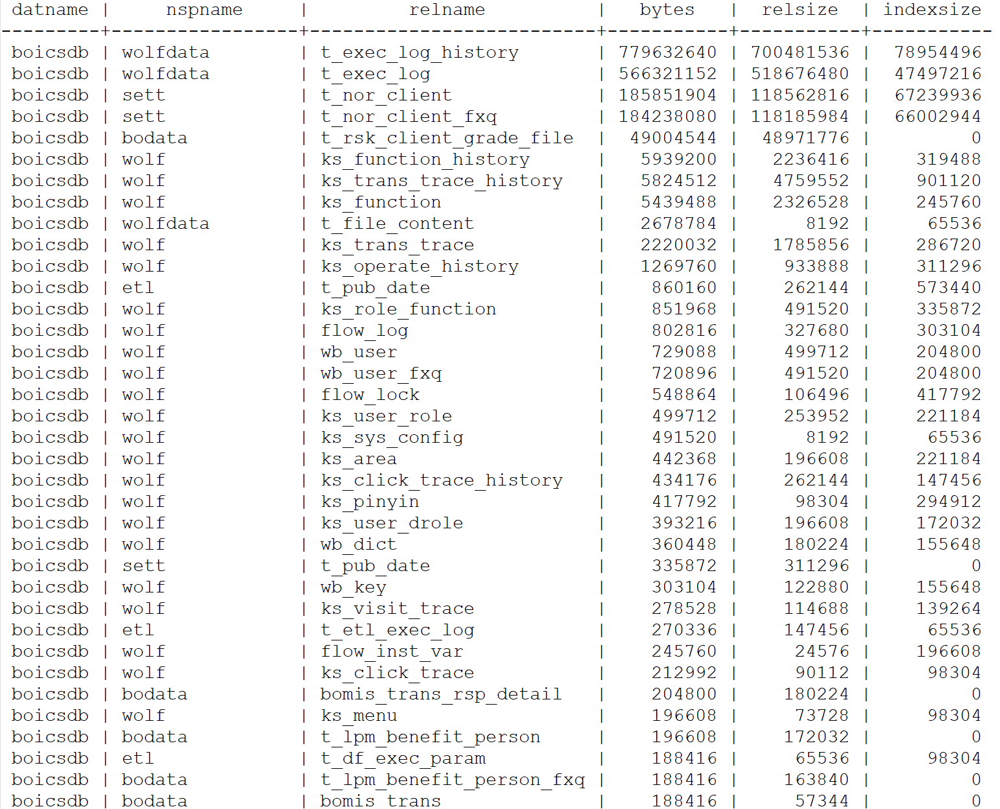 datname |     nspname     |         relname          |   bytes   |  relsize  | indexsize
---------+-----------------+--------------------------+-----------+-----------+-----------
 boicsdb | wolfdata        | t_exec_log_history       | 779632640 | 700481536 |  78954496
 boicsdb | wolfdata        | t_exec_log               | 566321152 | 518676480 |  47497216
 boicsdb | sett            | t_nor_client             | 185851904 | 118562816 |  67239936
 boicsdb | sett            | t_nor_client_fxq         | 184238080 | 118185984 |  66002944
 boicsdb | bodata          | t_rsk_client_grade_file  |  49004544 |  48971776 |         0
 boicsdb | wolf            | ks_function_history      |   5939200 |   2236416 |    319488
 boicsdb | wolf            | ks_trans_trace_history   |   5824512 |   4759552 |    901120
 boicsdb | wolf            | ks_function              |   5439488 |   2326528 |    245760
 boicsdb | wolfdata        | t_file_content           |   2678784 |      8192 |     65536
 boicsdb | wolf            | ks_trans_trace           |   2220032 |   1785856 |    286720
 boicsdb | wolf            | ks_operate_history       |   1269760 |    933888 |    311296
 boicsdb | etl             | t_pub_date               |    860160 |    262144 |    573440
 boicsdb | wolf            | ks_role_function         |    851968 |    491520 |    335872
 boicsdb | wolf            | flow_log                 |    802816 |    327680 |    303104
 boicsdb | wolf            | wb_user                  |    729088 |    499712 |    204800
 boicsdb | wolf            | wb_user_fxq              |    720896 |    491520 |    204800
 boicsdb | wolf            | flow_lock                |    548864 |    106496 |    417792
 boicsdb | wolf            | ks_user_role             |    499712 |    253952 |    221184
 boicsdb | wolf            | ks_sys_config            |    491520 |      8192 |     65536
 boicsdb | wolf            | ks_area                  |    442368 |    196608 |    221184
 boicsdb | wolf            | ks_click_trace_history   |    434176 |    262144 |    147456
 boicsdb | wolf            | ks_pinyin                |    417792 |     98304 |    294912
 boicsdb | wolf            | ks_user_drole            |    393216 |    196608 |    172032
 boicsdb | wolf            | wb_dict                  |    360448 |    180224 |    155648
 boicsdb | sett            | t_pub_date               |    335872 |    311296 |         0
 boicsdb | wolf            | wb_key                   |    303104 |    122880 |    155648
 boicsdb | wolf            | ks_visit_trace           |    278528 |    114688 |    139264
 boicsdb | etl             | t_etl_exec_log           |    270336 |    147456 |     65536
 boicsdb | wolf            | flow_inst_var            |    245760 |     24576 |    196608
 boicsdb | wolf            | ks_click_trace           |    212992 |     90112 |     98304
 boicsdb | bodata          | bomis_trans_rsp_detail   |    204800 |    180224 |         0
 boicsdb | wolf            | ks_menu                  |    196608 |     73728 |     98304
 boicsdb | bodata          | t_lpm_benefit_person     |    196608 |    172032 |         0
 boicsdb | etl             | t_df_exec_param          |    188416 |     65536 |     98304
 boicsdb | bodata          | t_lpm_benefit_person_fxq |    188416 |    163840 |         0
 boicsdb | bodata          | bomis_trans              |    188416 |     57344 |         0